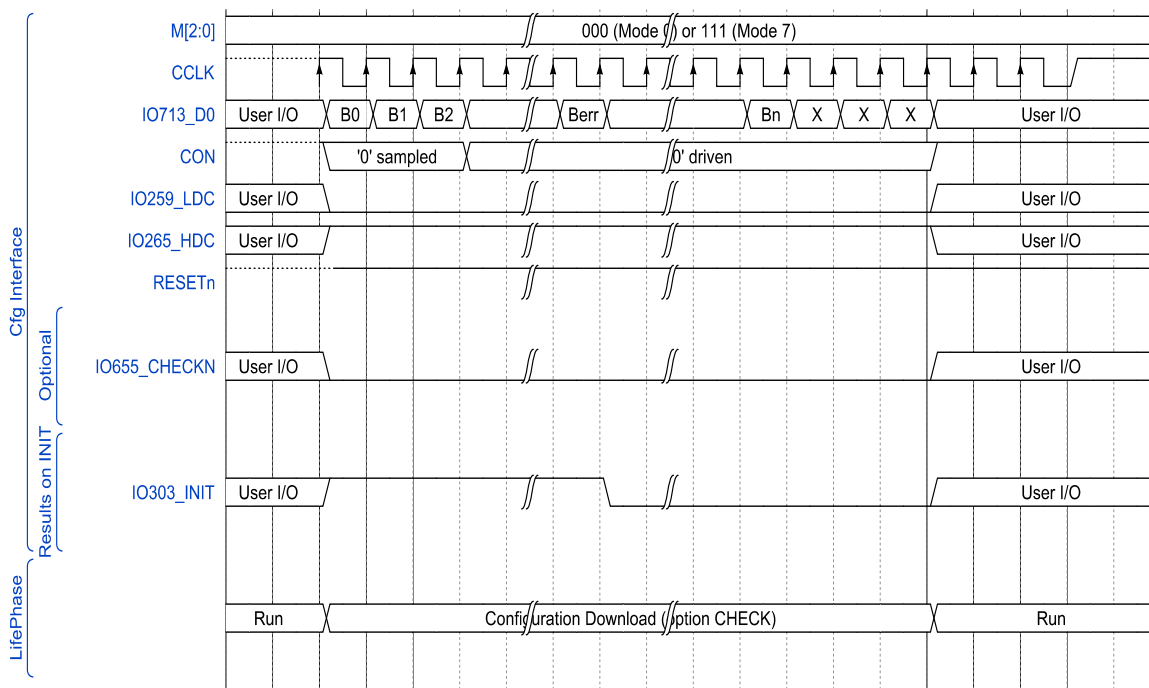 M[2:0] 000 (Mode 0) or 111 (Mode 7)
CCLK
IO713_D0 User I/O B0 B1 B2 Berr Bn X X X User I/O
CON '0' sampled 0' driven
IO259_LDC User I/O User I/O
IO265_HDC User I/O User I/O
RESETn
IO655_CHECKN User I/O User I/O
IO303_INIT User I/O User I/O
Run Configuration Download (option CHECK) Run
Cfg Interface
Optional
Results on INIT
LifePhase